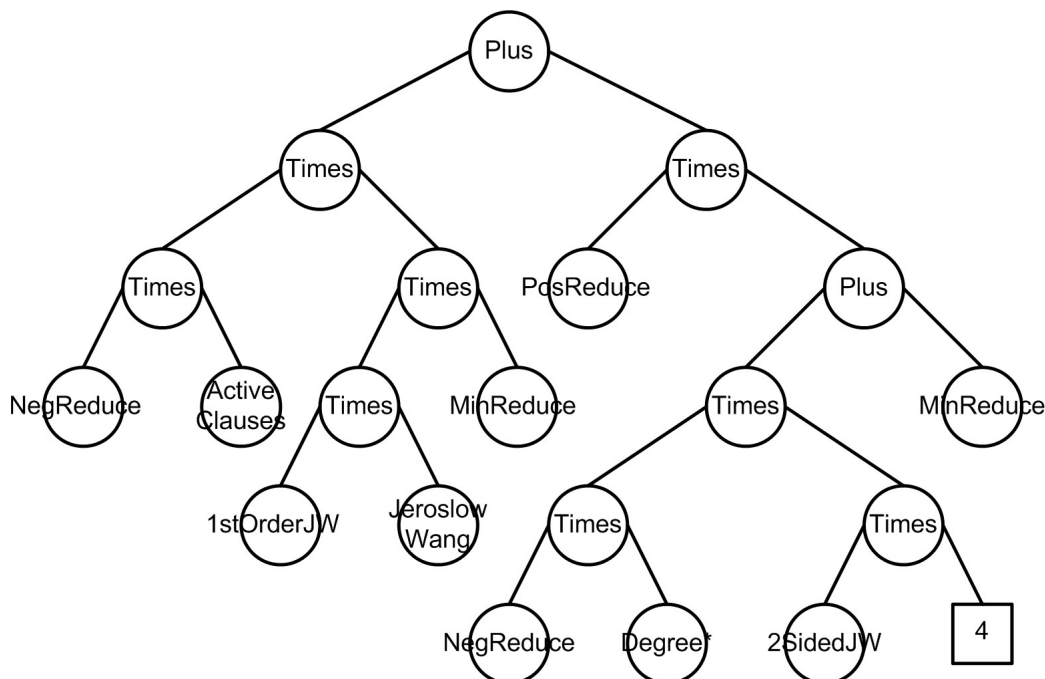 Plus
Times
Times
Times
Times
PosReduce
Plus
NegReduce
Active
Clauses
Times
MinReduce
Times
MinReduce
1stOrderJW
Jeroslow
Wang
Times
Times
NegReduce
Degree*
2SidedJW
4